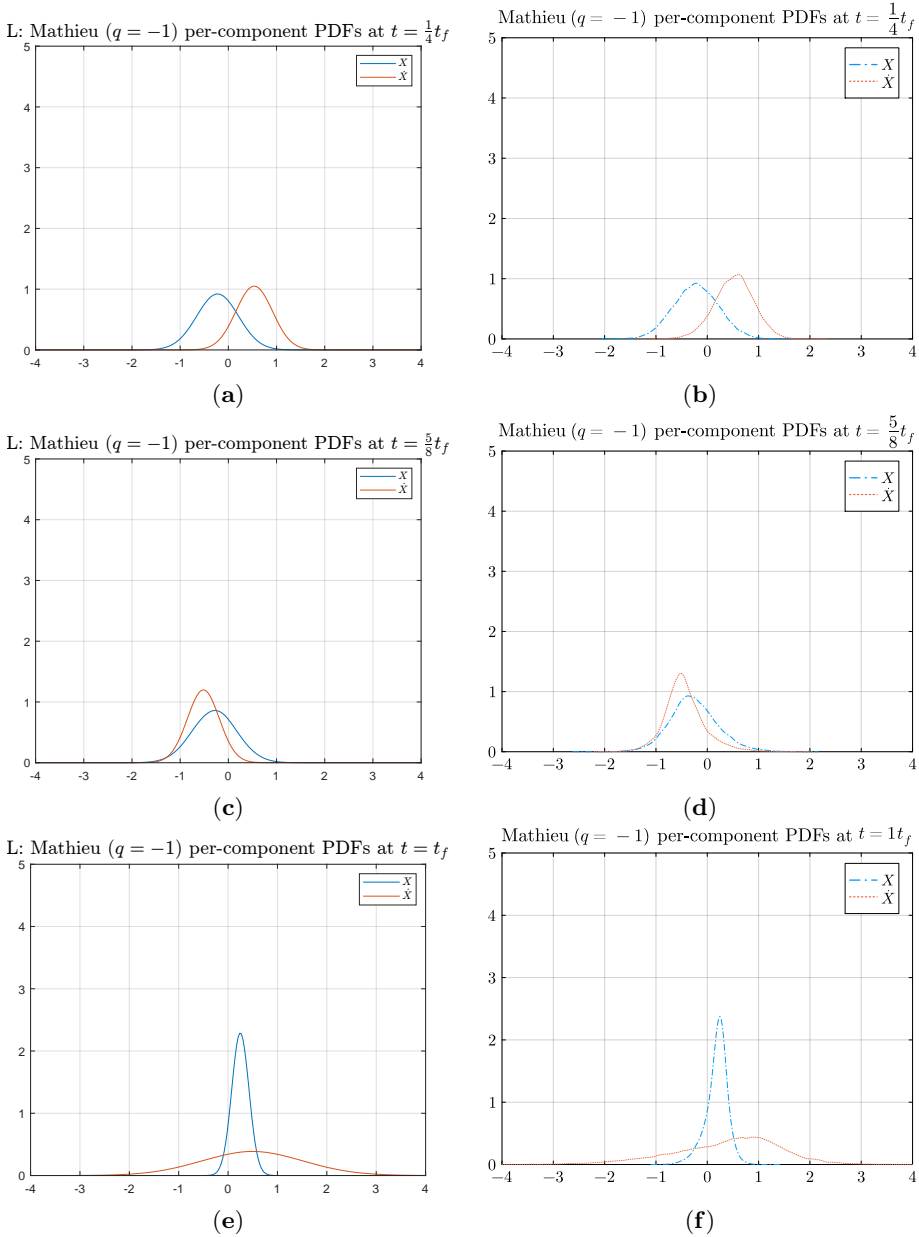 L: Mathieu (q = −1) per-component PDFs at t = 1/4 t_f
5
4
3
2
1
0
-4 -3 -2 -1 0 1 2 3 4
X
Ẋ
(a)
Mathieu (q = −1) per-component PDFs at t = 1/4 t_f
5
4
3
2
1
0
−4 −3 −2 −1 0 1 2 3 4
X
Ẋ
(b)
L: Mathieu (q = −1) per-component PDFs at t = 5/8 t_f
5
4
3
2
1
0
-4 -3 -2 -1 0 1 2 3 4
X
Ẋ
(c)
Mathieu (q = −1) per-component PDFs at t = 5/8 t_f
5
4
3
2
1
0
−4 −3 −2 −1 0 1 2 3 4
X
Ẋ
(d)
L: Mathieu (q = −1) per-component PDFs at t = t_f
5
4
3
2
1
0
-4 -3 -2 -1 0 1 2 3 4
X
Ẋ
(e)
Mathieu (q = −1) per-component PDFs at t = 1t_f
5
4
3
2
1
0
−4 −3 −2 −1 0 1 2 3 4
X
Ẋ
(f)